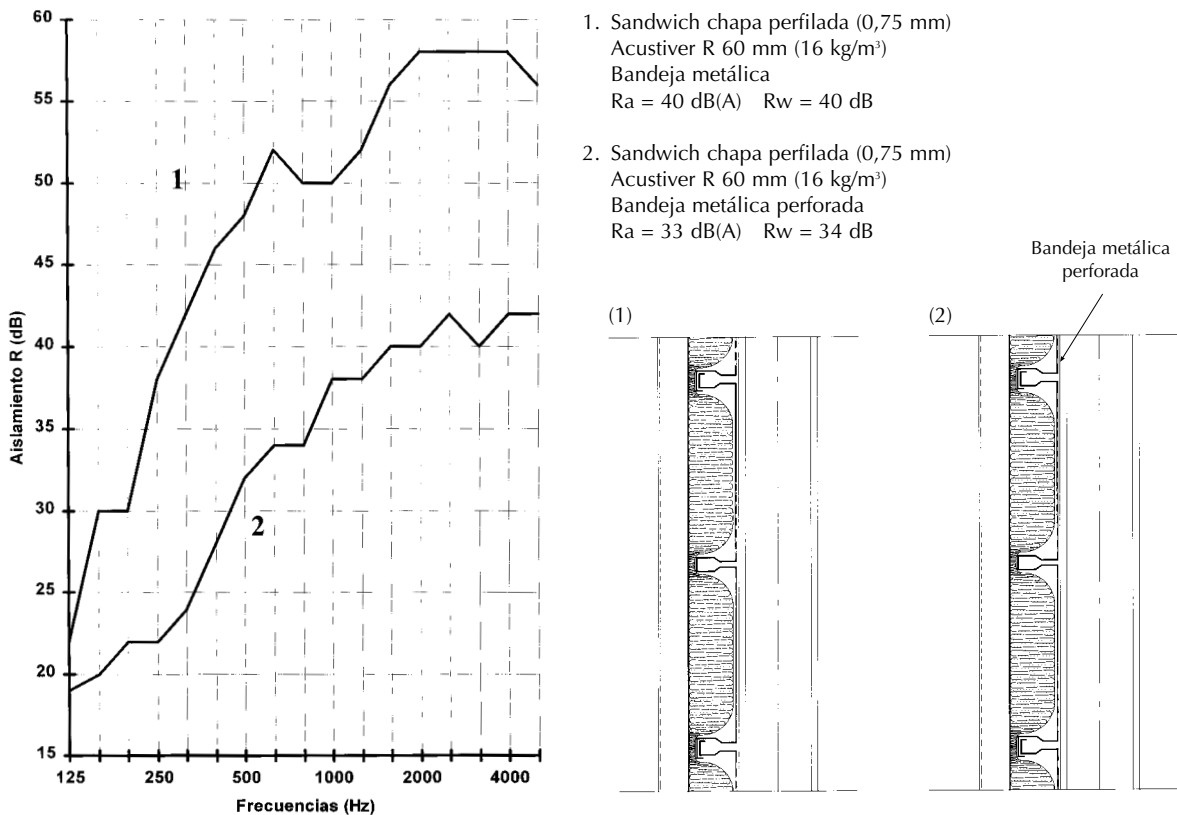 60
55
50
45
40
35
30
25
20
15
Aislamiento R (dB)
1
2
125 250 500 1000 2000 4000
Frecuencias (Hz)
1. Sandwich chapa perfilada (0,75 mm)
Acustiver R 60 mm (16 kg/m³)
Bandeja metálica
Ra = 40 dB(A) Rw = 40 dB
2. Sandwich chapa perfilada (0,75 mm)
Acustiver R 60 mm (16 kg/m³)
Bandeja metálica perforada
Ra = 33 dB(A) Rw = 34 dB
Bandeja metálica
perforada
(1)
(2)